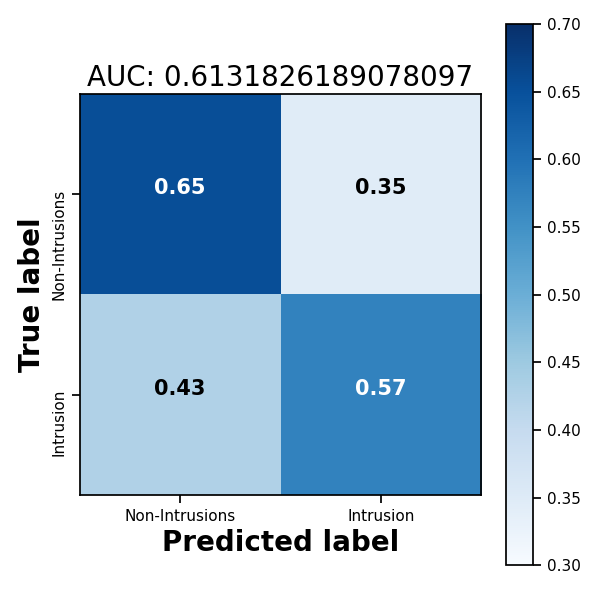 AUC: 0.6131826189078097
True label
Non-Intrusions
Intrusion
0.65
0.35
0.43
0.57
Non-Intrusions
Intrusion
Predicted label
0.70
0.65
0.60
0.55
0.50
0.45
0.40
0.35
0.30